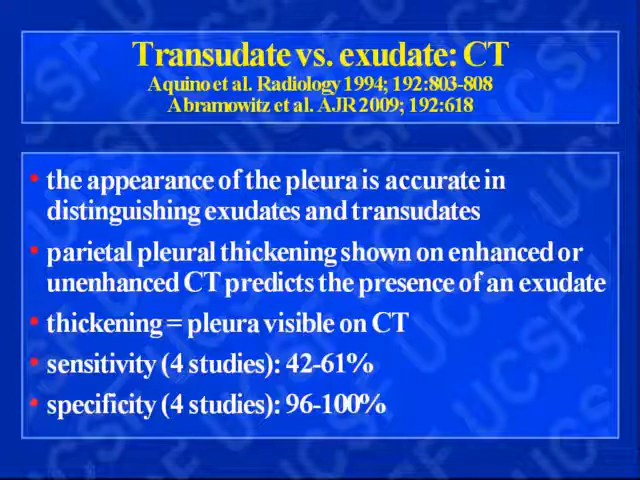 Transudate vs. exudate: CT
Aquino et al. Radiology 1994; 192:803-808
Abramowitz et al. AJR 2009; 192:618
• the appearance of the pleura is accurate in
distinguishing exudates and transudates
• parietal pleural thickening shown on enhanced or
unenhanced CT predicts the presence of an exudate
• thickening = pleura visible on CT
• sensitivity (4 studies): 42-61%
• specificity (4 studies): 96-100%
UCSF